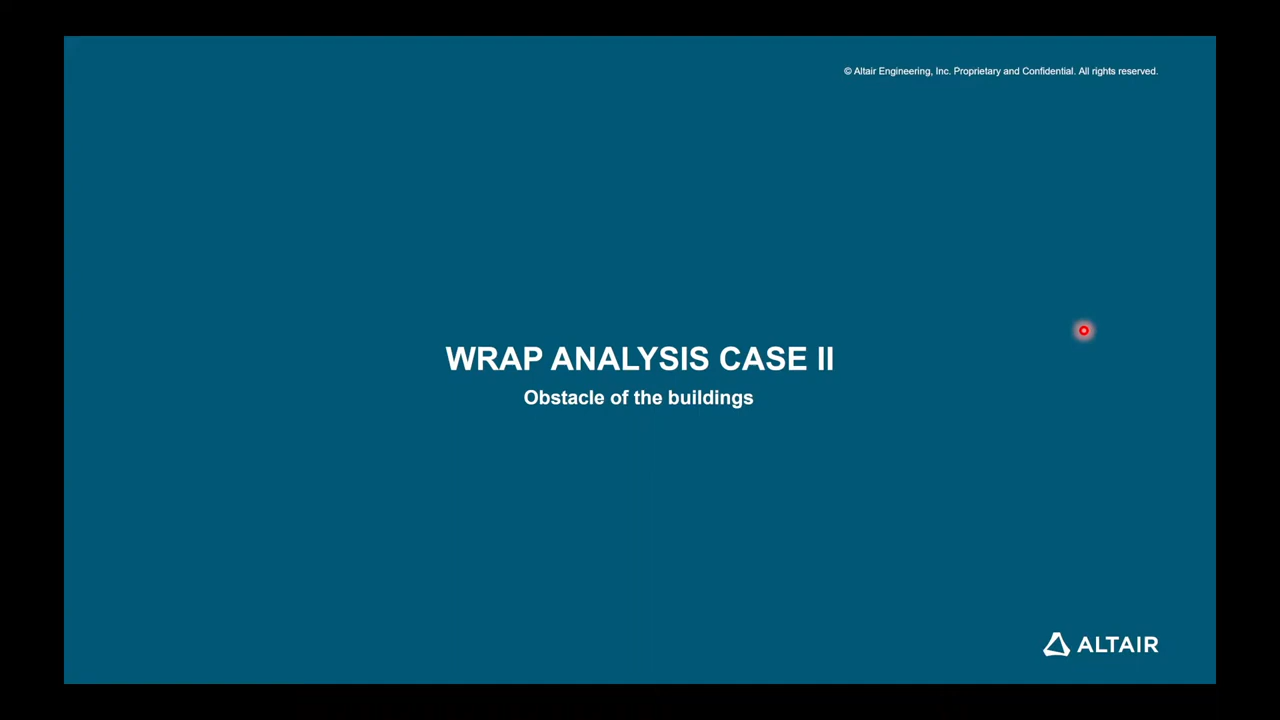 © Altair Engineering, Inc. Proprietary and Confidential. All rights reserved.
WRAP ANALYSIS CASE II
Obstacle of the buildings
ALTAIR